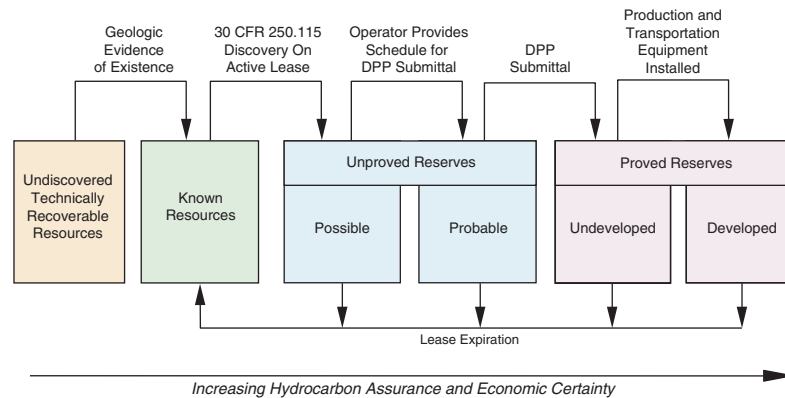 Geologic
Evidence
of Existence
30 CFR 250.115
Discovery On
Active Lease
Operator Provides
Schedule for
DPP Submittal
DPP
Submittal
Production and
Transportation
Equipment
Installed
Undiscovered
Technically
Recoverable
Resources
Known
Resources
Unproved Reserves
Possible
Probable
Proved Reserves
Undeveloped
Developed
Lease Expiration
Increasing Hydrocarbon Assurance and Economic Certainty